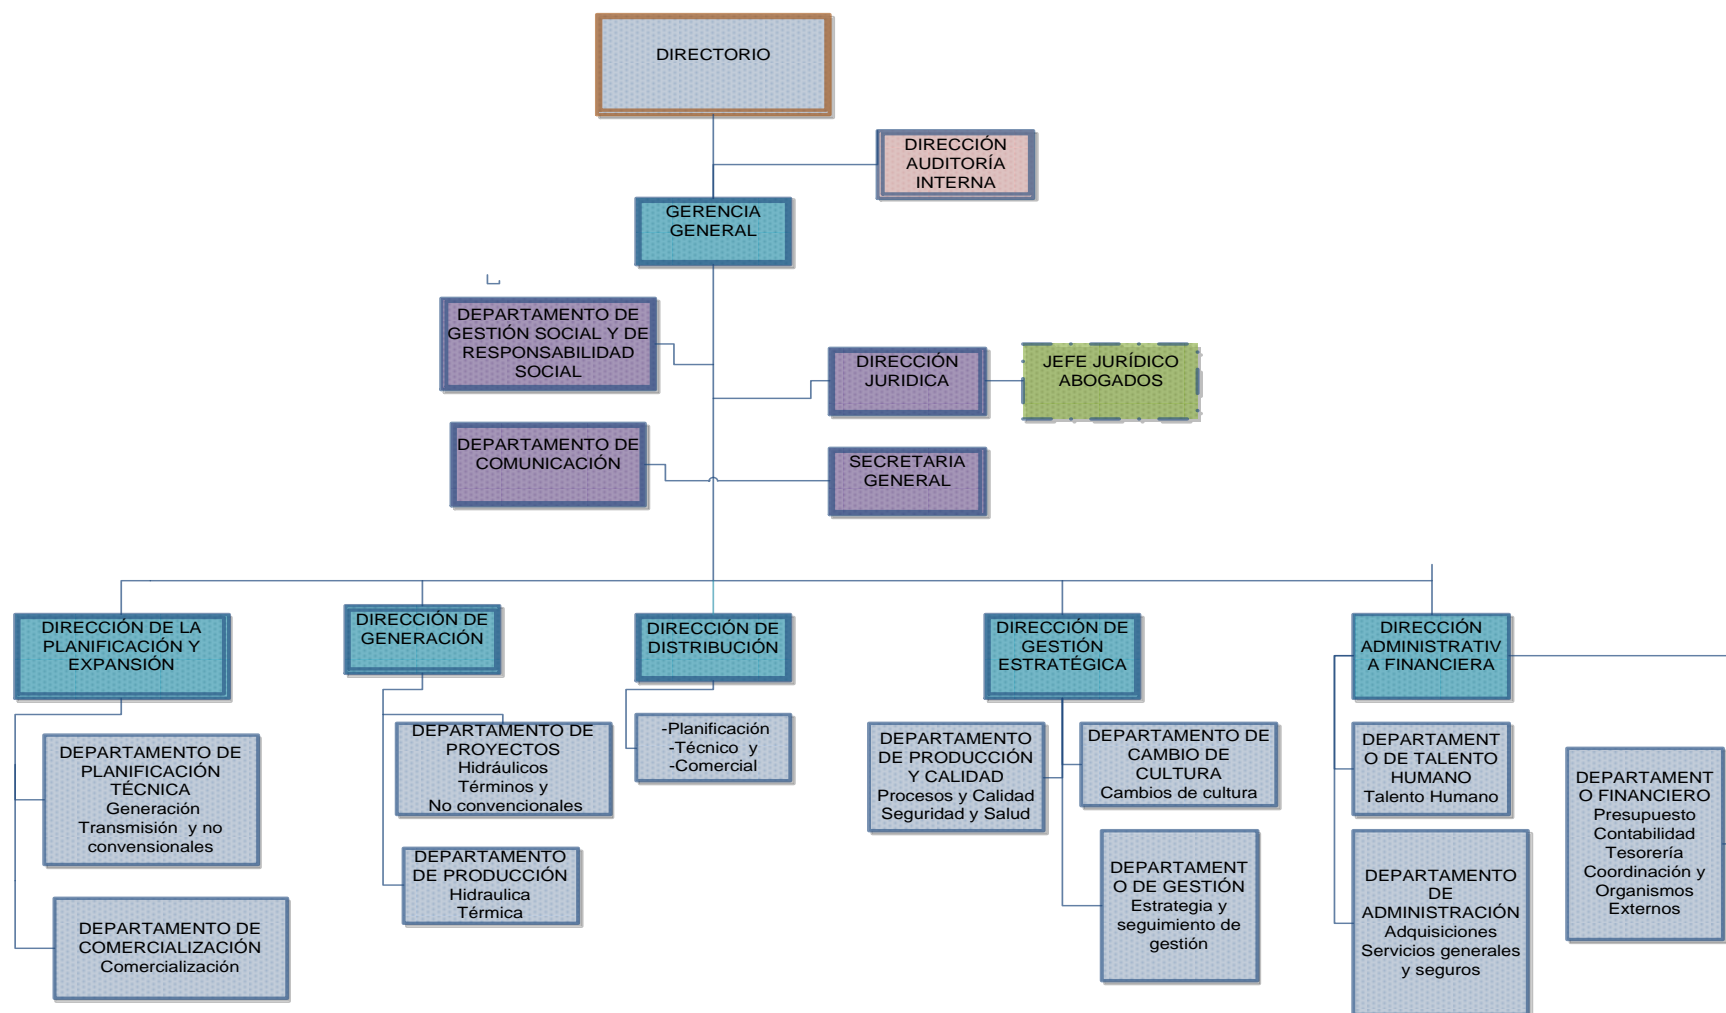 DIRECTORIO
DIRECCIÓN
AUDITORÍA
INTERNA
GERENCIA
GENERAL
DEPARTAMENTO DE
GESTIÓN SOCIAL Y DE
RESPONSABILIDAD
SOCIAL
DIRECCIÓN
JURIDICA
JEFE JURÍDICO
ABOGADOS
DEPARTAMENTO DE
COMUNICACIÓN
SECRETARIA
GENERAL
DIRECCIÓN DE LA
PLANIFICACIÓN Y
EXPANSIÓN
DIRECCIÓN DE
GENERACIÓN
DIRECCIÓN DE
DISTRIBUCIÓN
DIRECCIÓN DE
GESTIÓN
ESTRATÉGICA
DIRECCIÓN
ADMINISTRATIV
A FINANCIERA
DEPARTAMENTO DE
PLANIFICACIÓN
TÉCNICA
Generación
Transmisión y no
convensionales
DEPARTAMENTO DE
COMERCIALIZACIÓN
Comercialización
DEPARTAMENTO DE
PROYECTOS
Hidráulicos
Términos y
No convencionales
DEPARTAMENTO
DE PRODUCCIÓN
Hidraulica
Térmica
-Planificación
-Técnico y
-Comercial
DEPARTAMENTO
DE PRODUCCIÓN
Y CALIDAD
Procesos y Calidad
Seguridad y Salud
DEPARTAMENTO DE
CAMBIO DE
CULTURA
Cambios de cultura
DEPARTAMENT
O DE GESTIÓN
Estrategia y
seguimiento de
gestión
DEPARTAMENT
O DE TALENTO
HUMANO
Talento Humano
DEPARTAMENTO
DE
ADMINISTRACIÓN
Adquisiciones
Servicios generales
y seguros
DEPARTAMENT
O FINANCIERO
Presupuesto
Contabilidad
Tesorería
Coordinación y
Organismos
Externos